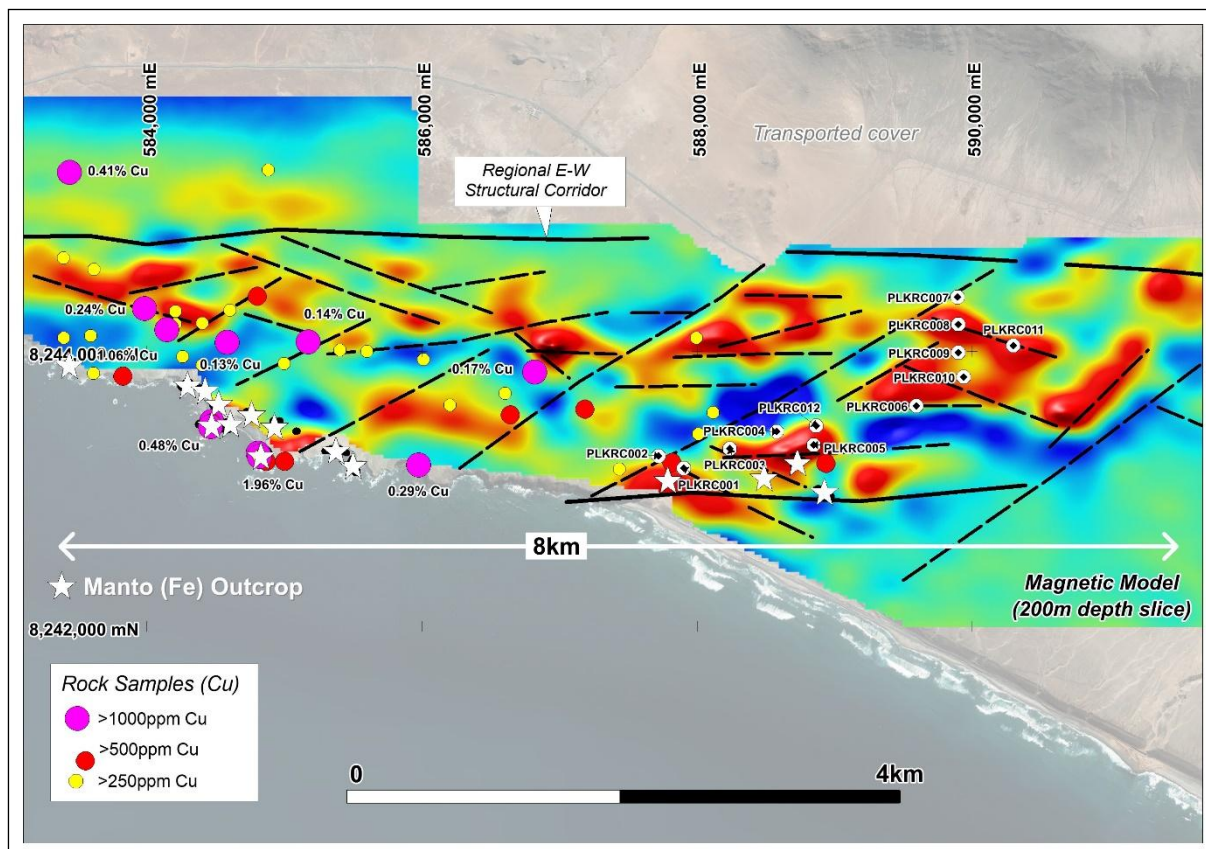 584,000 mE
586,000 mE
588,000 mE
590,000 mE
Transported cover
0.41% Cu
Regional E-W
Structural Corridor
PLKRC007
0.24% Cu
0.14% Cu
PLKRC008
PLKRC011
8,244,000 mN
1.06% Cu
0.13% Cu
0.17% Cu
PLKRC009
PLKRC010
PLKRC006
PLKRC012
PLKRC004
0.48% Cu
PLKRC002
PLKRC005
PLKRC003
1.96% Cu
0.29% Cu
PLKRC001
8km
Manto (Fe) Outcrop
Magnetic Model
(200m depth slice)
8,242,000 mN
Rock Samples (Cu)
>1000ppm Cu
>500ppm Cu
>250ppm Cu
0
4km